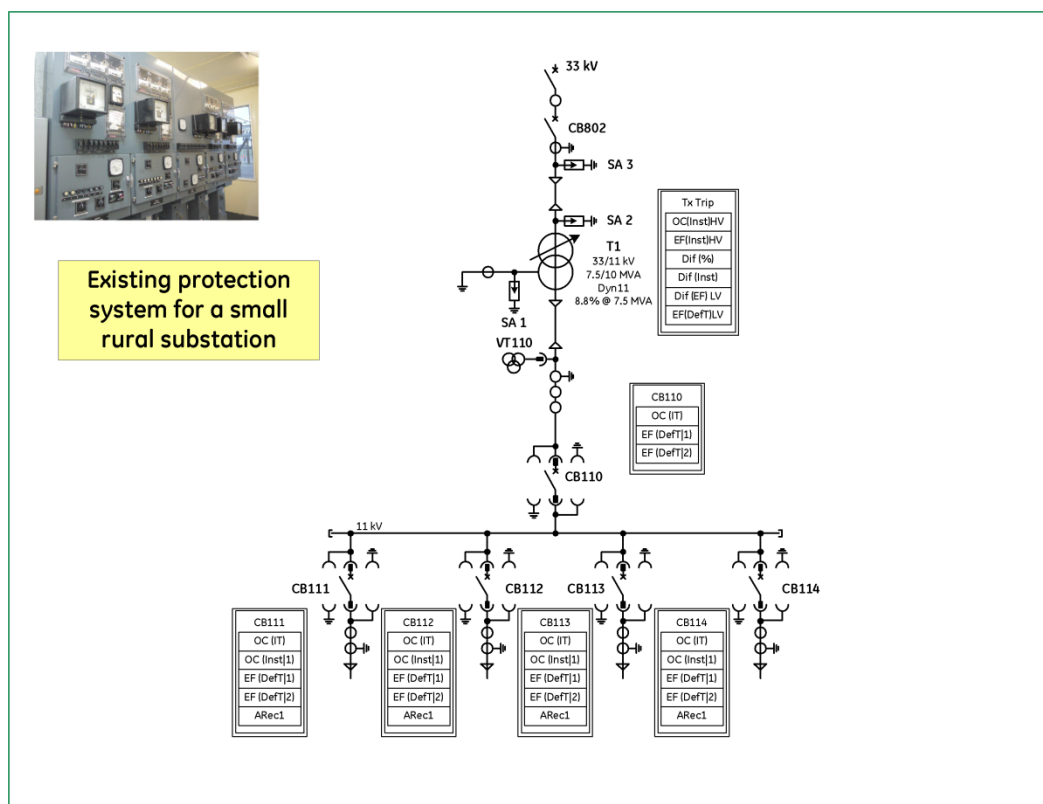 Existing protection
system for a small
rural substation
33 kV
CB802
SA 3
SA 2
T1
33/11 kV
7.5/10 MVA
Dyn11
8.8% @ 7.5 MVA
SA 1
VT110
Tx Trip
OC(Inst)HV
EF(Inst)HV
Dif (%)
Dif (Inst)
Dif (EF) LV
EF(DefT)LV
CB110
OC (IT)
EF (DefT|1)
EF (DefT|2)
CB110
11 kV
CB111
CB112
CB113
CB114
CB111
OC (IT)
OC (Inst|1)
EF (DefT|1)
EF (DefT|2)
ARec1
CB112
OC (IT)
OC (Inst|1)
EF (DefT|1)
EF (DefT|2)
ARec1
CB113
OC (IT)
OC (Inst|1)
EF (DefT|1)
EF (DefT|2)
ARec1
CB114
OC (IT)
OC (Inst|1)
EF (DefT|1)
EF (DefT|2)
ARec1